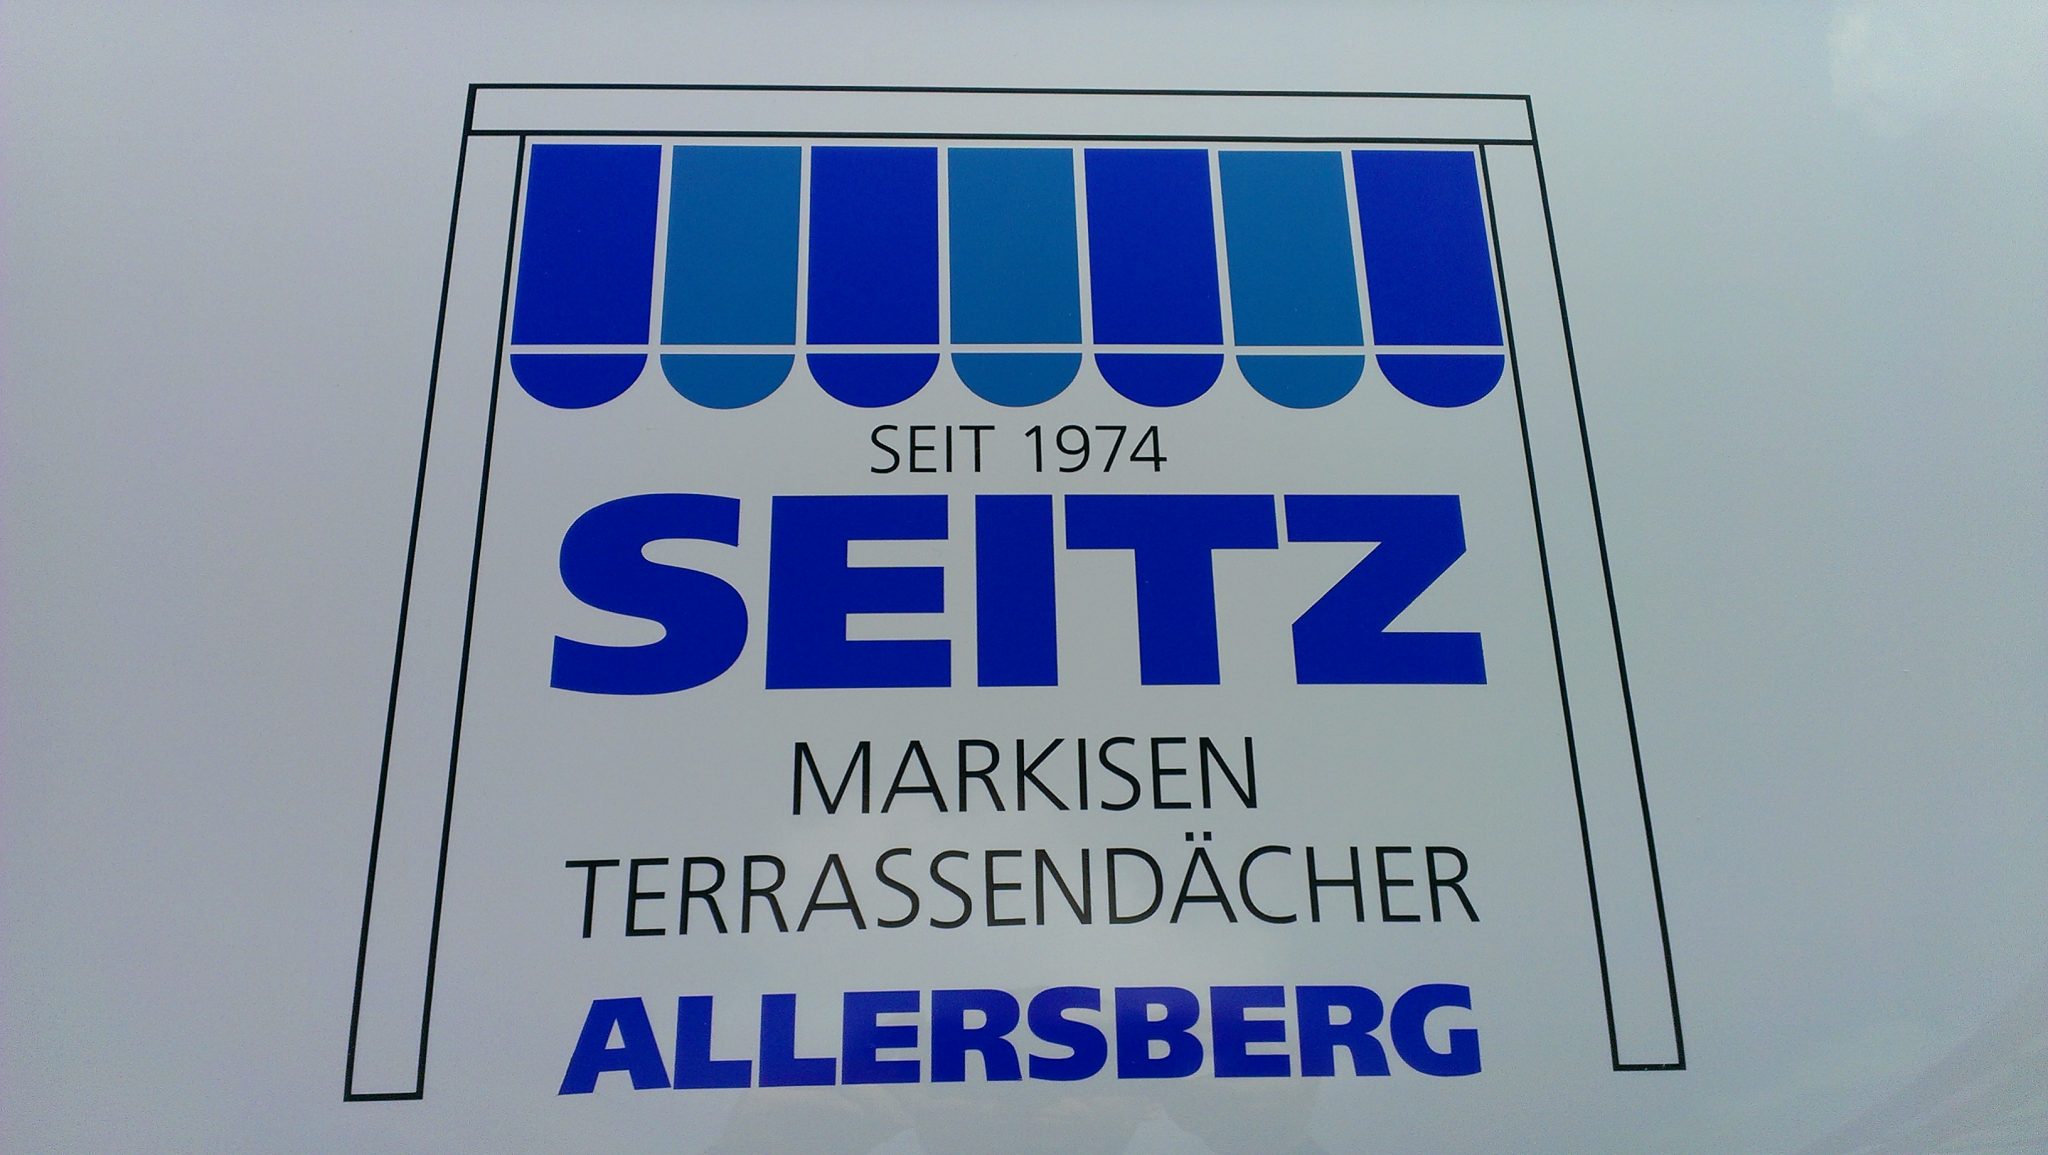 SEIT 1974
SEITZ
MARKISEN
TERRASSENDÄCHER
ALLERSBERG